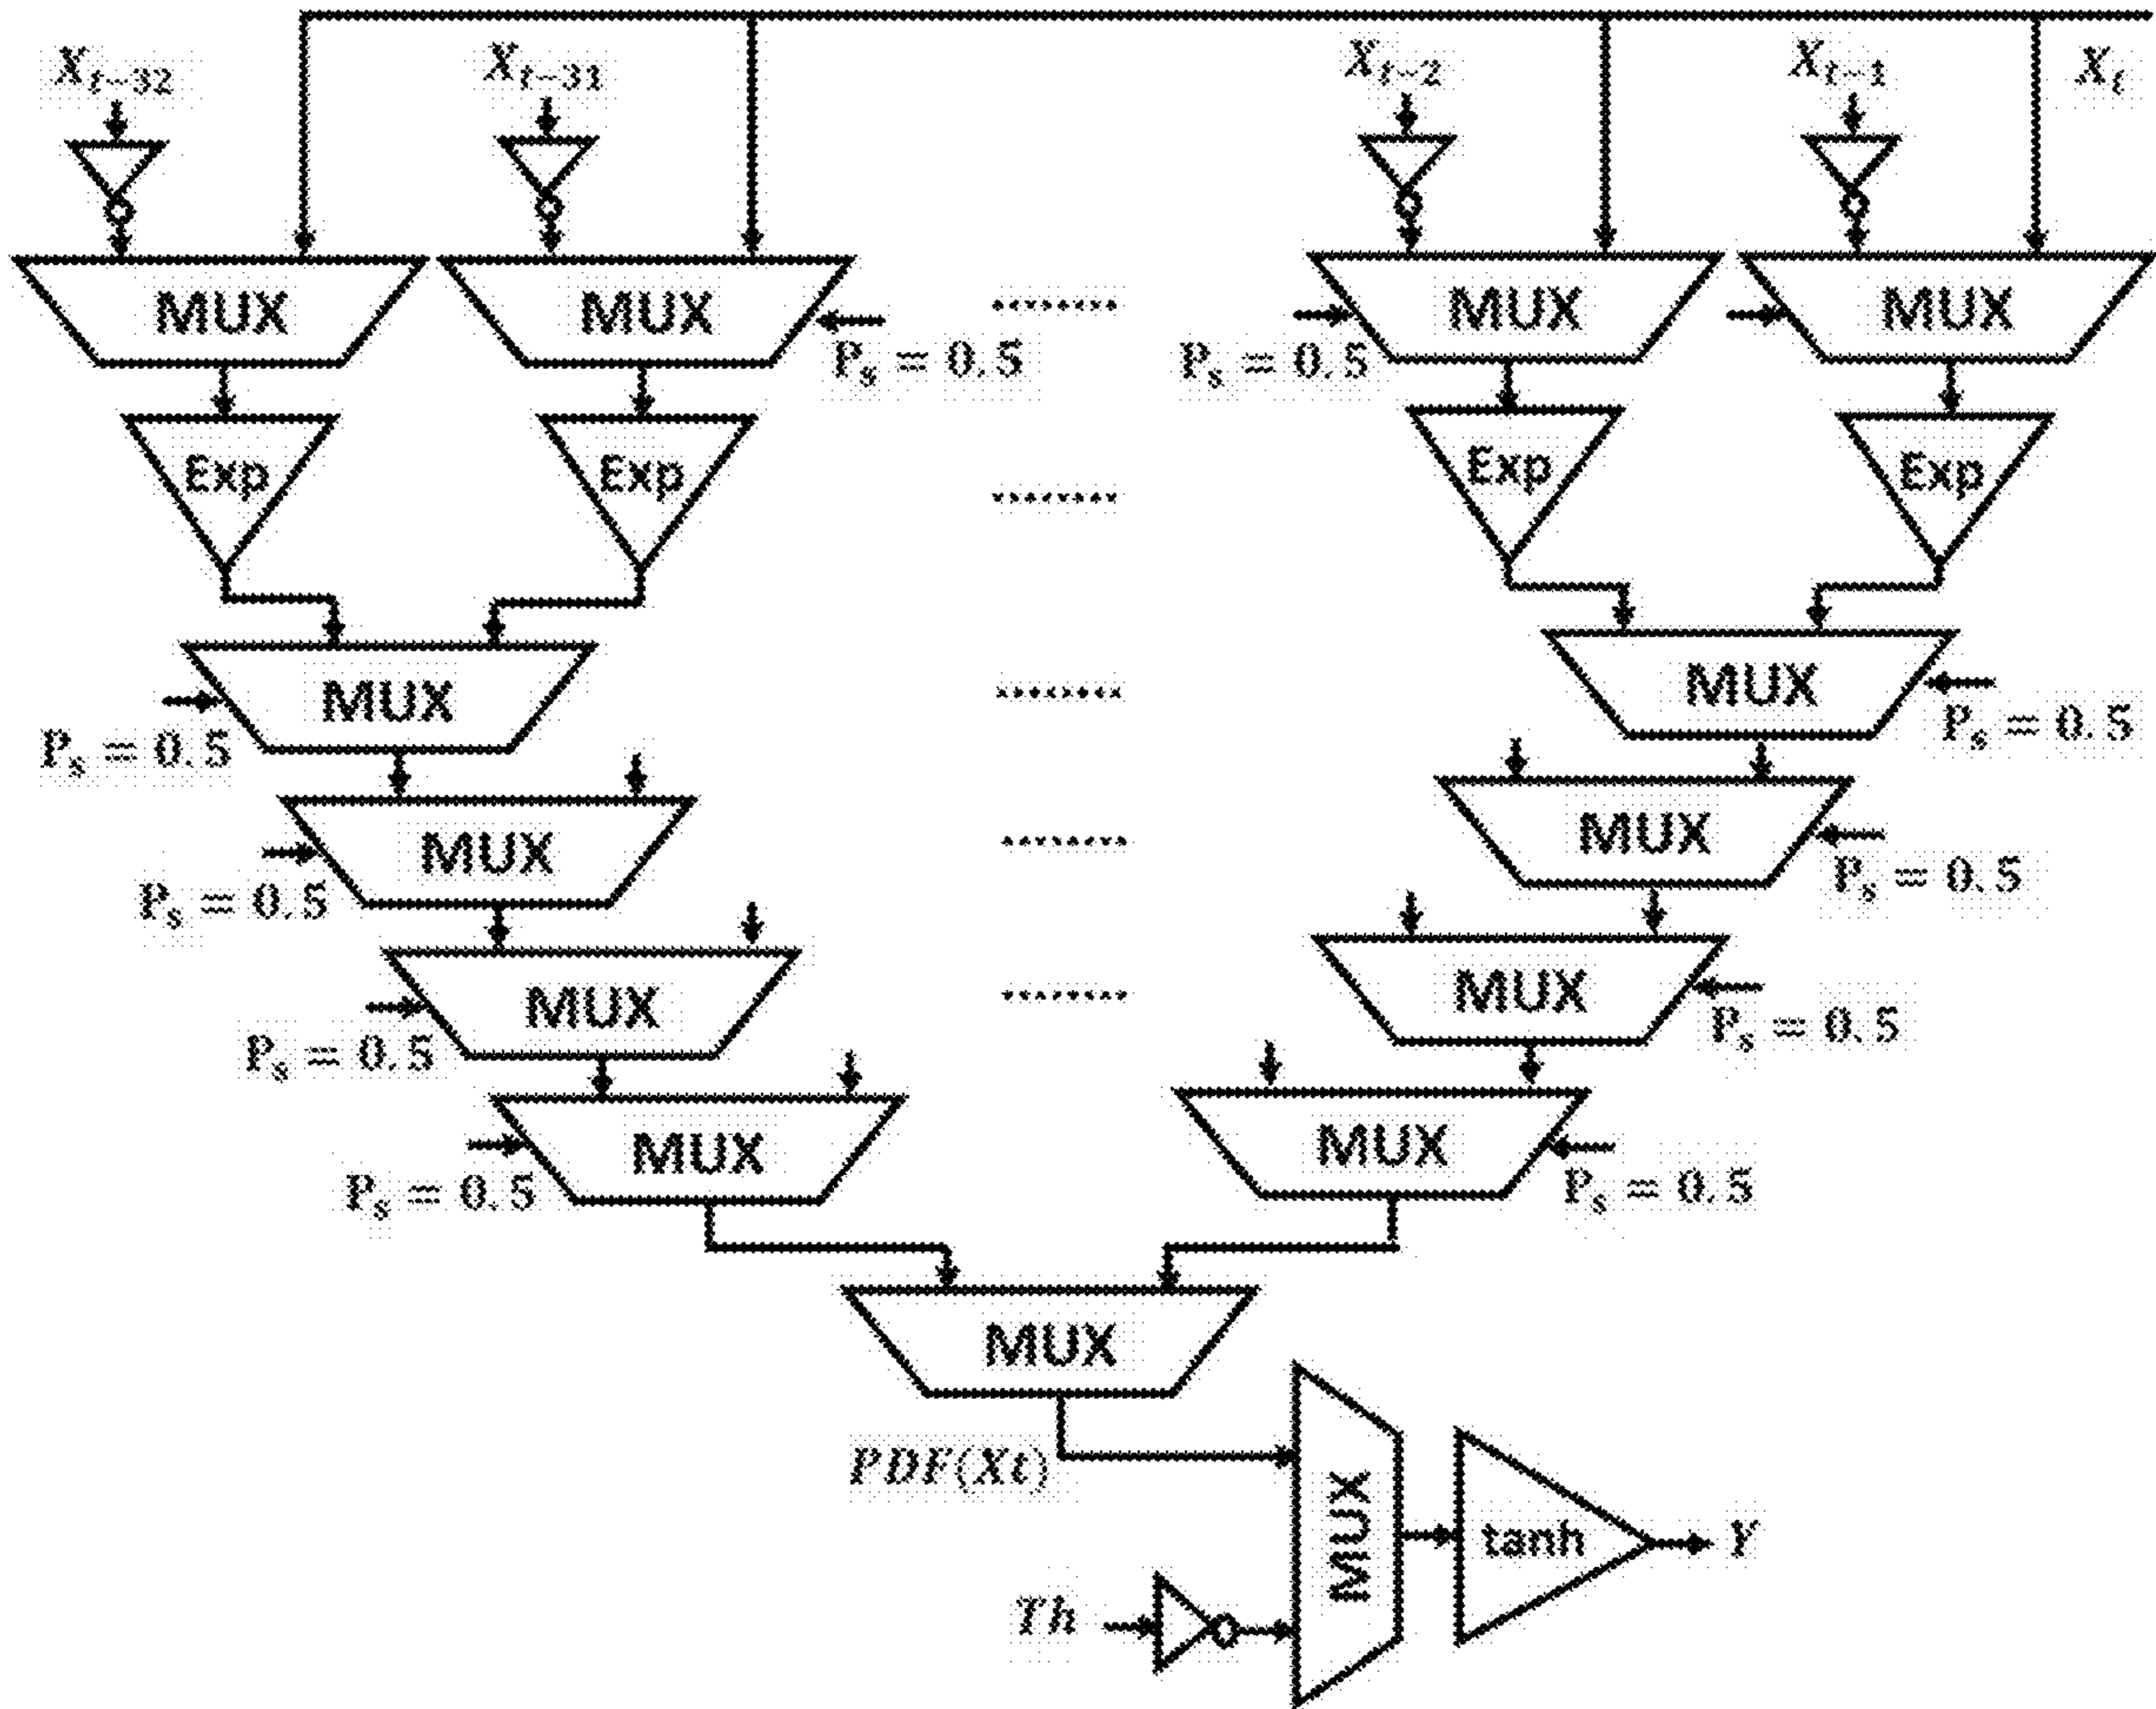 X_{t-32} X_{t-31} X_{t-2} X_{t-1} X_t
MUX MUX ........ MUX MUX
P_s = 0.5 P_s = 0.5
Exp Exp ........ Exp Exp
MUX ........ MUX
P_s = 0.5 P_s = 0.5
MUX ........ MUX
P_s = 0.5 P_s = 0.5
MUX ........ MUX
P_s = 0.5 P_s = 0.5
MUX MUX
P_s = 0.5 P_s = 0.5
MUX
PDF(Xt)
MUX
tanh
Y
Th